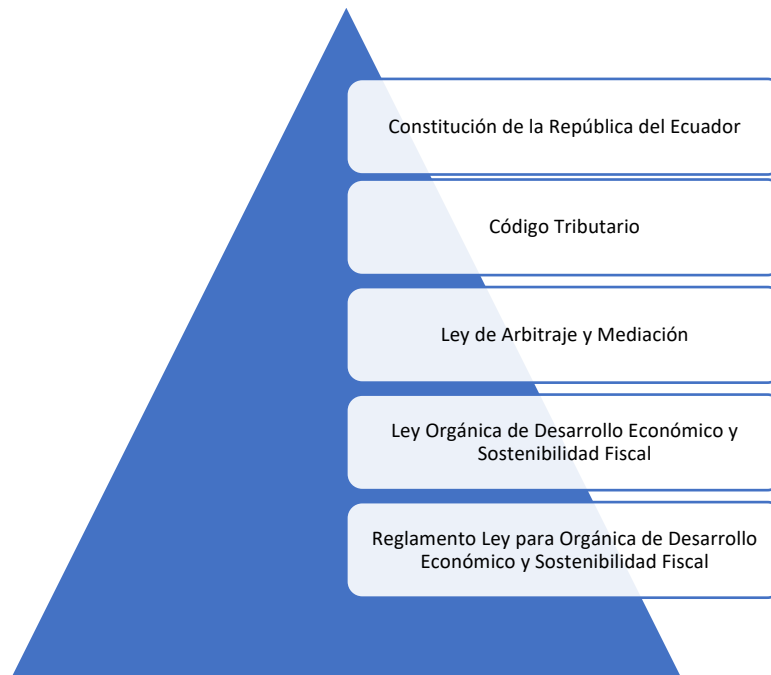 Constitución de la República del Ecuador
Código Tributario
Ley de Arbitraje y Mediación
Ley Orgánica de Desarrollo Económico y
Sostenibilidad Fiscal
Reglamento Ley para Orgánica de Desarrollo
Económico y Sostenibilidad Fiscal